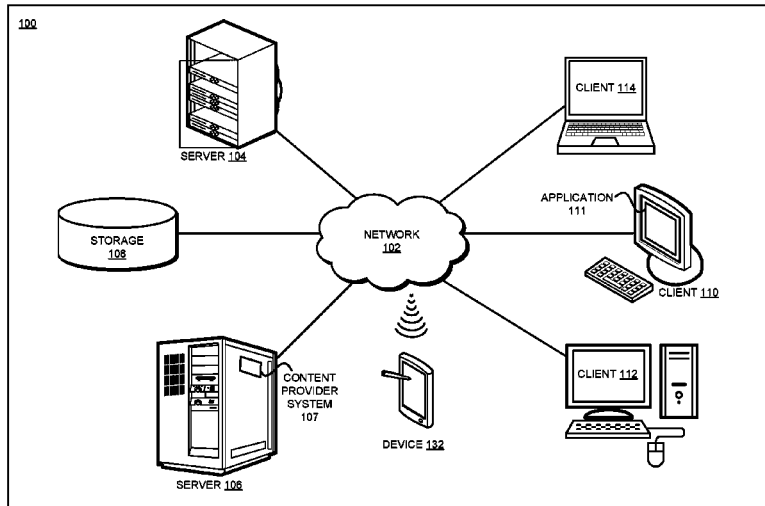 100
SERVER 104
CLIENT 114
APPLICATION
111
STORAGE
108
NETWORK
102
CLIENT 110
CONTENT
PROVIDER
SYSTEM
107
CLIENT 112
DEVICE 132
SERVER 106